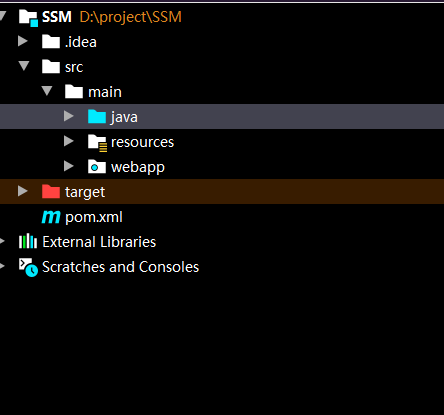 SSM D:\project\SSM
.idea
src
main
java
resources
webapp
target
m pom.xml
External Libraries
Scratches and Consoles